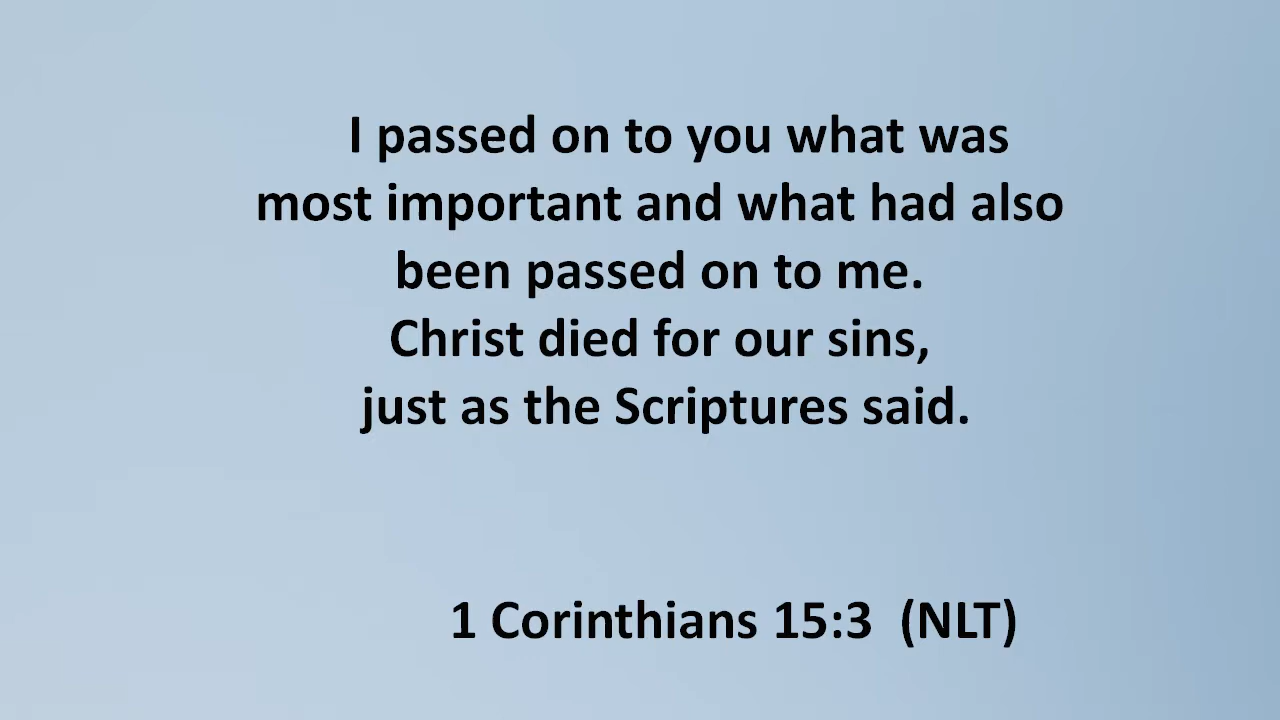 I passed on to you what was
most important and what had also
been passed on to me.
Christ died for our sins,
just as the Scriptures said.
1 Corinthians 15:3 (NLT)